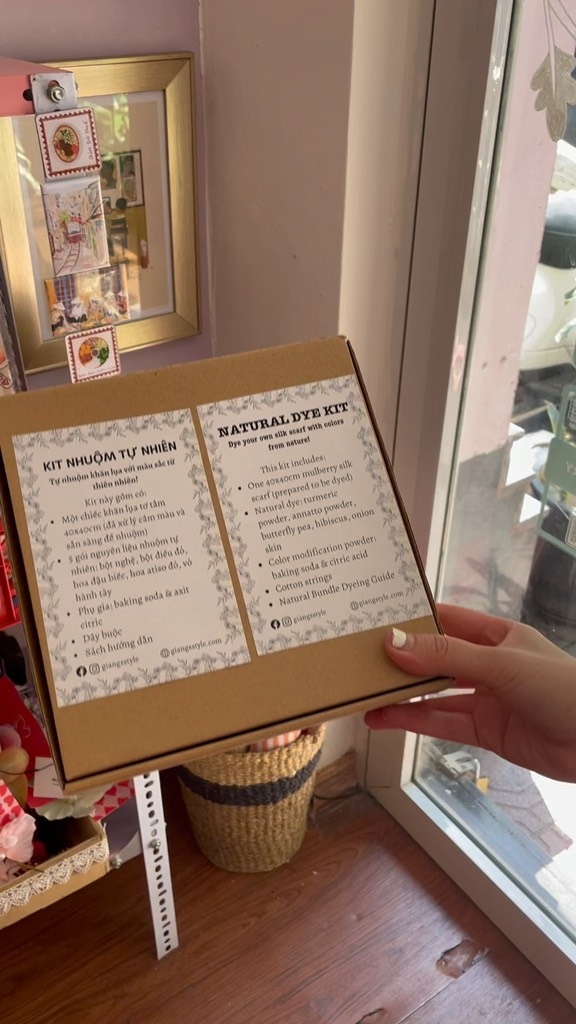 KIT NHUỘM TỰ NHIÊN
Tự nhuộm khăn lụa với màu sắc từ
nhiên nhiên!
Kit này gồm có:
• Một chiếc khăn lụa tơ tằm
40x40cm (đã xử lý cầm màu và
sẵn sàng để nhuộm)
• 5 gói nguyên liệu nhuộm tự
nhiên: bột nghệ, bột điều đỏ,
hoa đậu biếc, hoa atiso đỏ, vỏ
hành tây
• Phụ gia: baking soda & axit
citric
• Dây buộc
• Sách hướng dẫn
giangsstyle giangsstyle.com
NATURAL DYE KIT
Dye your own silk scarf with colors
from nature!
This kit includes:
• One 40x40cm mulberry silk
scarf (prepared to be dyed)
• Natural dye: turmeric
powder, annatto powder,
butterfly pea, hibiscus, onion
skin
• Color modification powder:
baking soda & citric acid
• Cotton strings
• Natural Bundle Dyeing Guide
giangsstyle giangsstyle.com